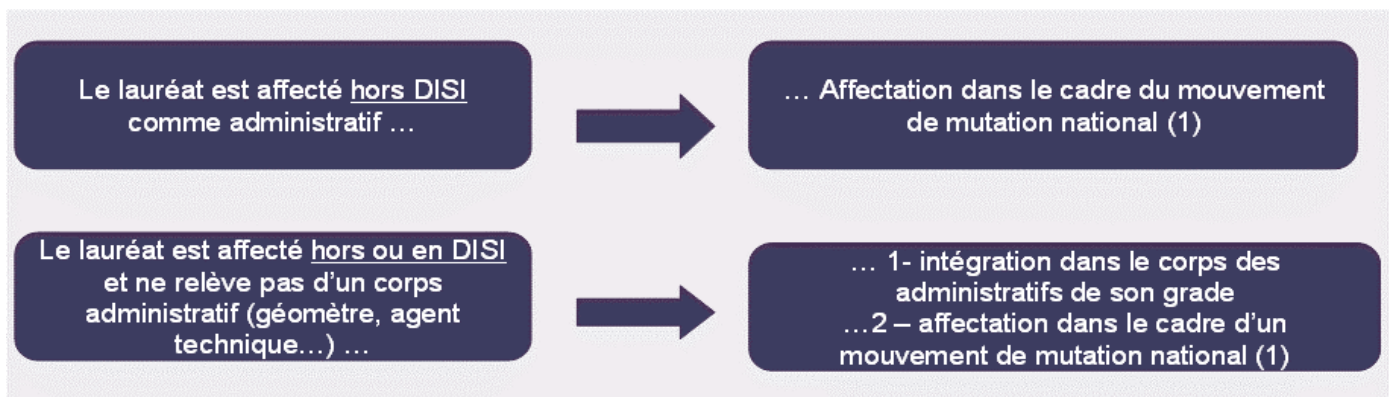 Le lauréat est affecté hors DISI
comme administratif …
… Affectation dans le cadre du mouvement
de mutation national (1)
Le lauréat est affecté hors ou en DISI
et ne relève pas d’un corps
administratif (géomètre, agent
technique…) …
… 1- intégration dans le corps des
administratifs de son grade
…2 – affectation dans le cadre d’un
mouvement de mutation national (1)